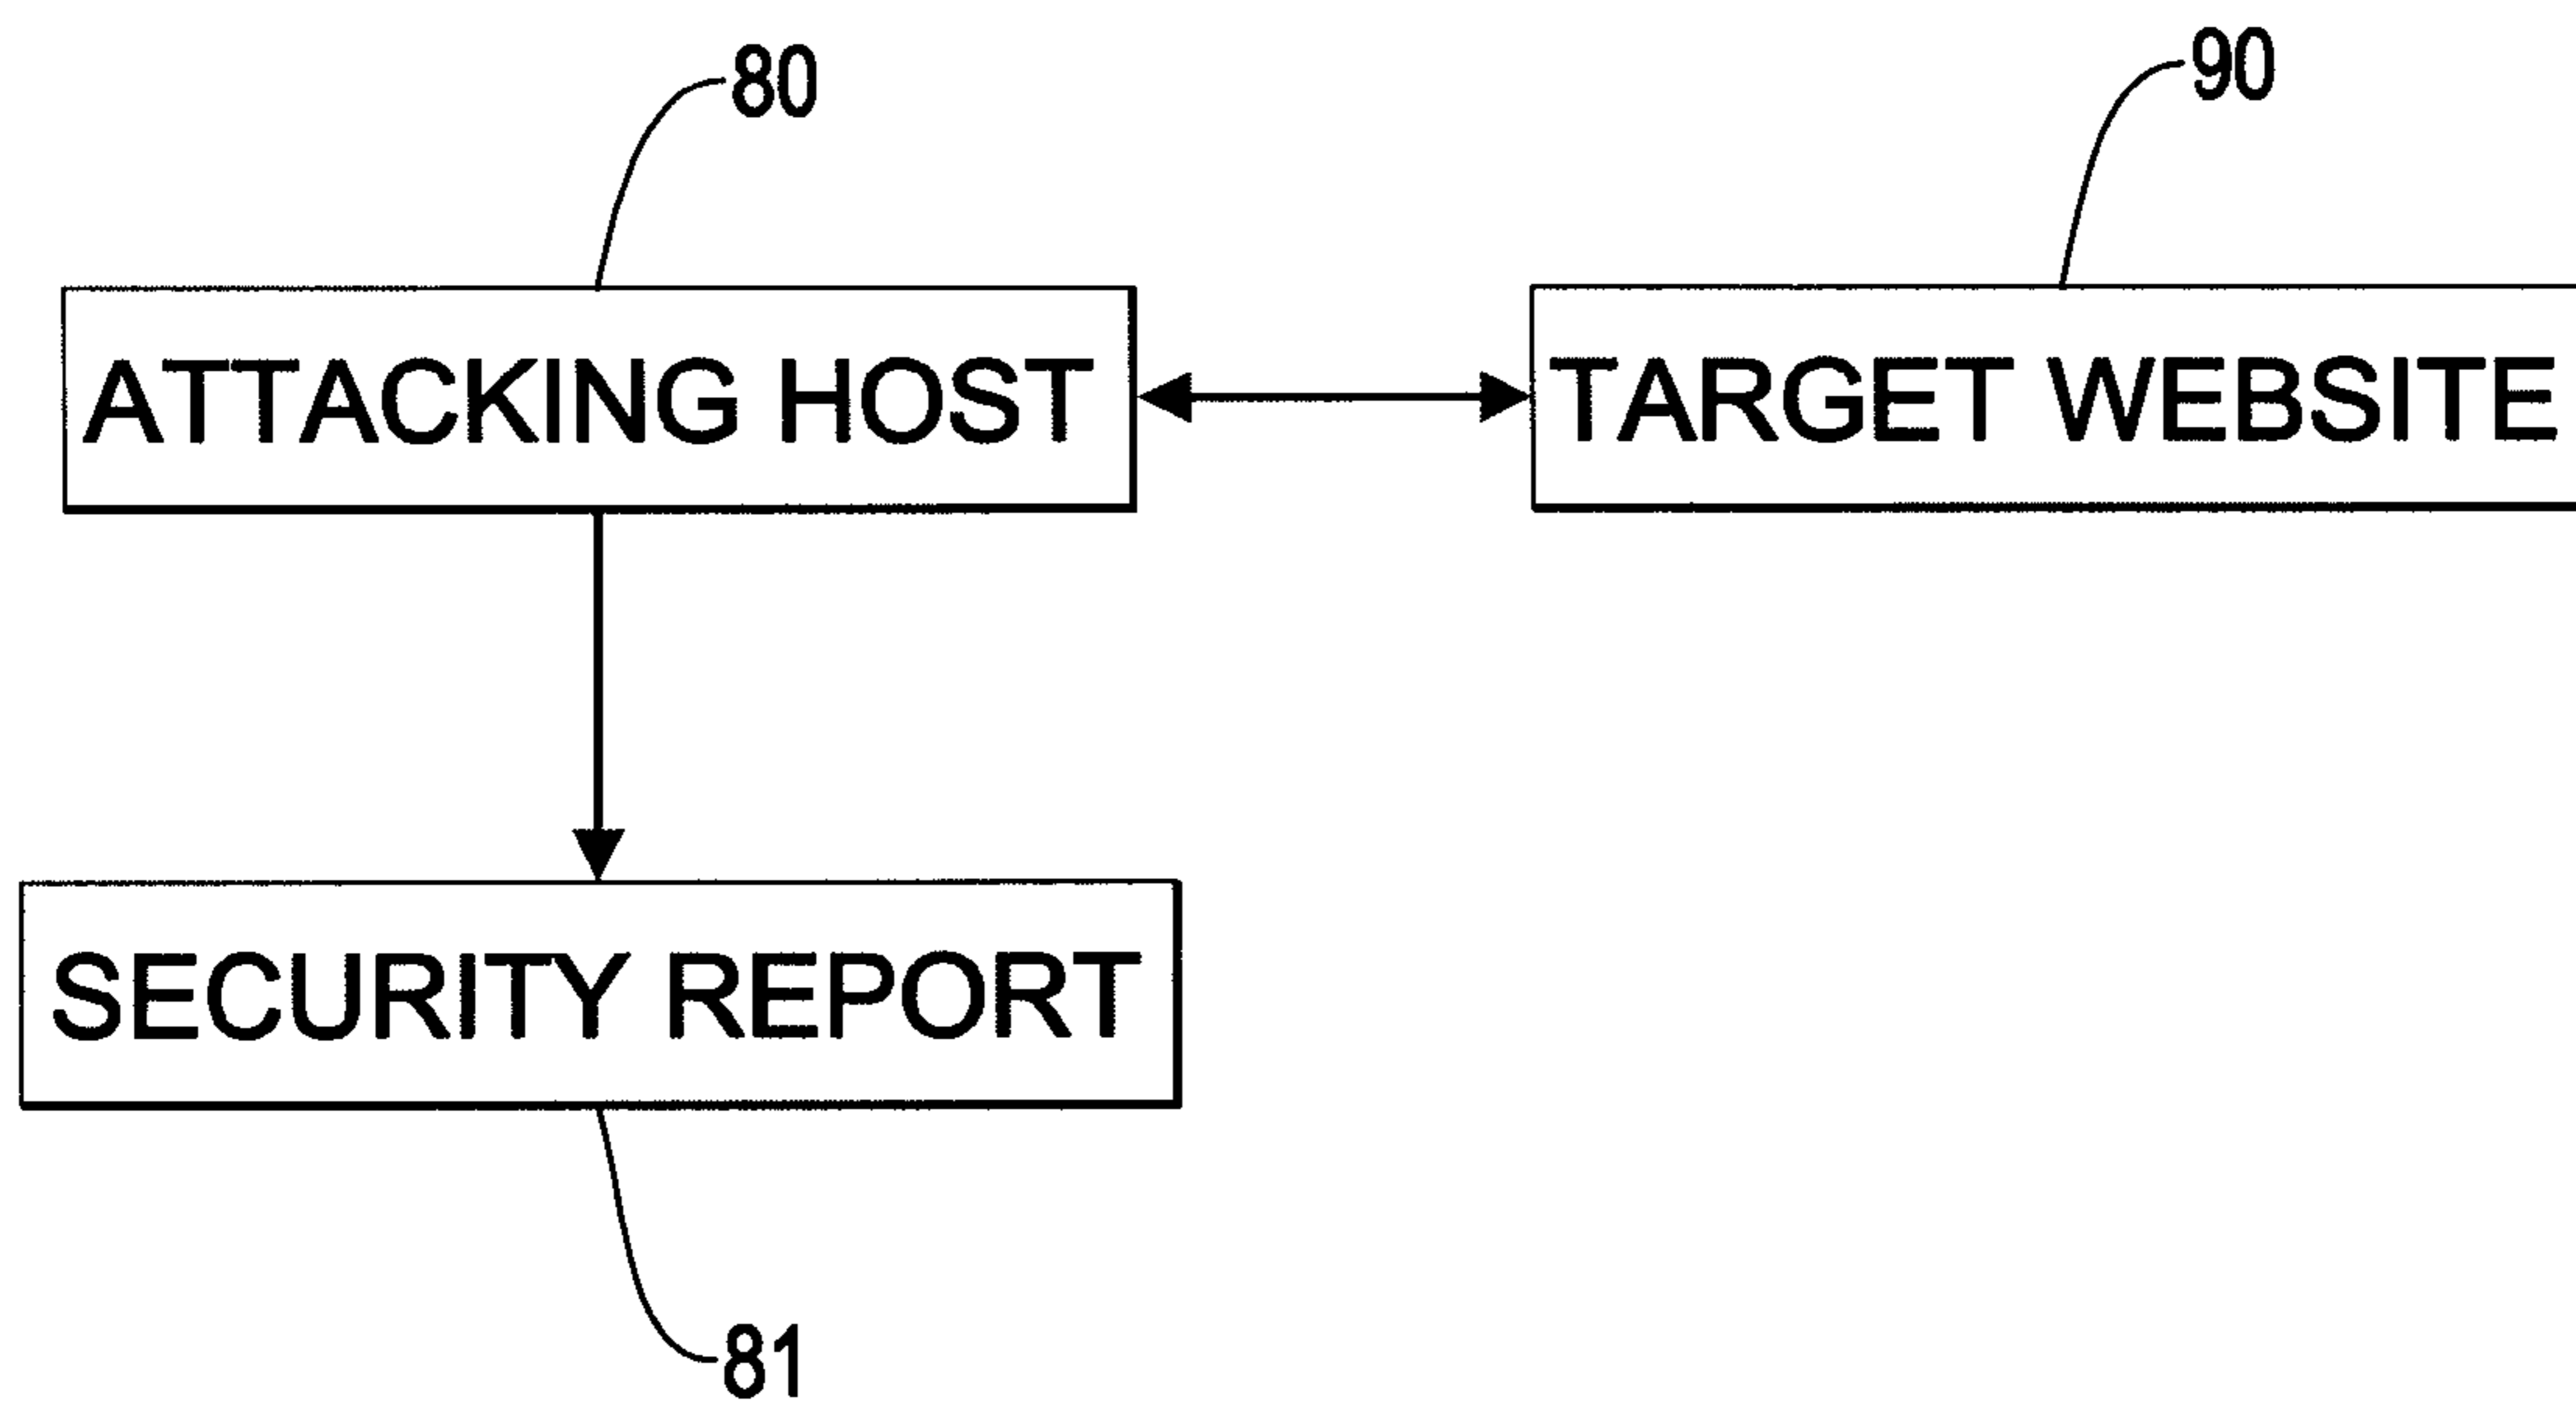 80
90
ATTACKING HOST
TARGET WEBSITE
SECURITY REPORT
81